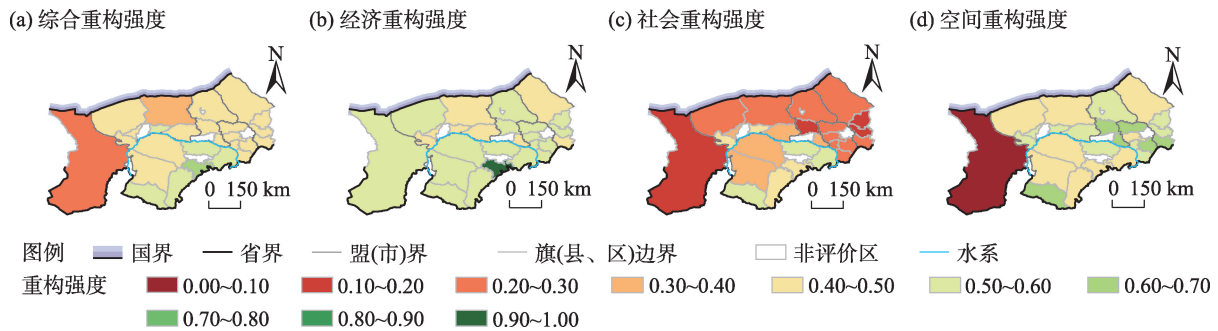 (a) 综合重构强度 (b) 经济重构强度 (c) 社会重构强度 (d) 空间重构强度
N N N N
0 150 km 0 150 km 0 150 km 0 150 km
图例 国界 省界 盟(市)界 旗(县、区)边界 非评价区 水系
重构强度 0.00~0.10 0.10~0.20 0.20~0.30 0.30~0.40 0.40~0.50 0.50~0.60 0.60~0.70
0.70~0.80 0.80~0.90 0.90~1.00